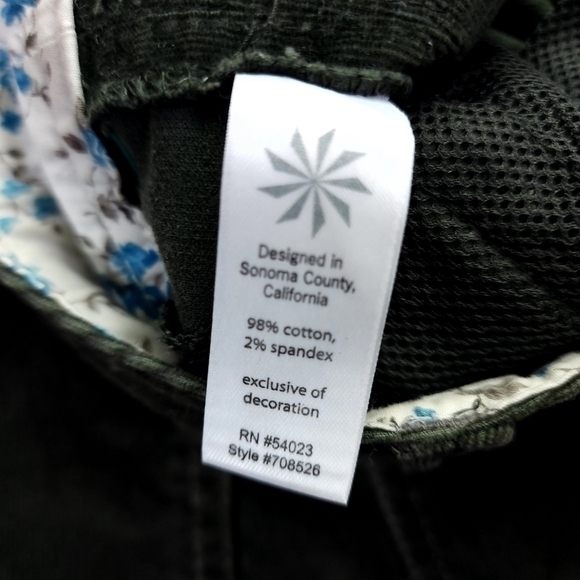 Designed in
Sonoma County,
California
98% cotton,
2% spandex
exclusive of
decoration
RN #54023
Style #708526